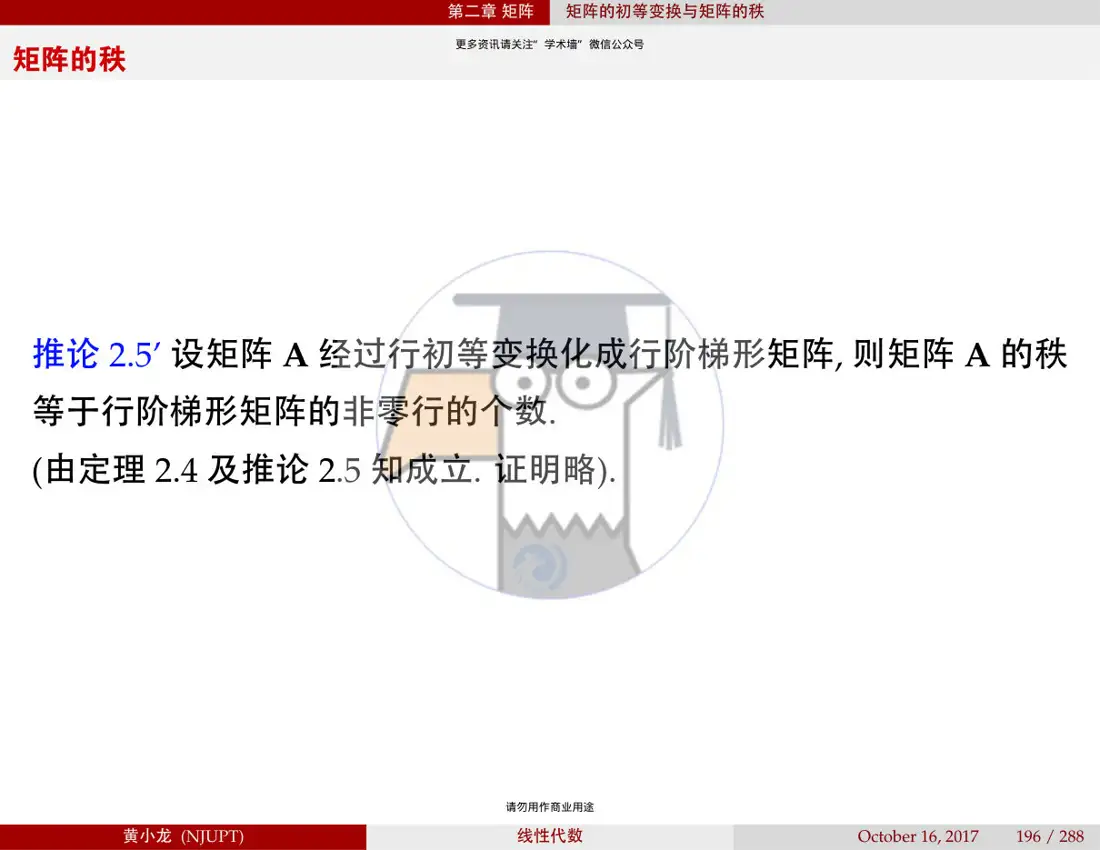 第二章 矩阵 矩阵的初等变换与矩阵的秩
更多资讯请关注“学术墙”微信公众号
矩阵的秩
推论 2.5′ 设矩阵 A 经过行初等变换化成行阶梯形矩阵, 则矩阵 A 的秩
等于行阶梯形矩阵的非零行的个数.
(由定理 2.4 及推论 2.5 知成立. 证明略).
请勿用作商业用途
黄小龙 (NJUPT) 线性代数 October 16, 2017 196 / 288